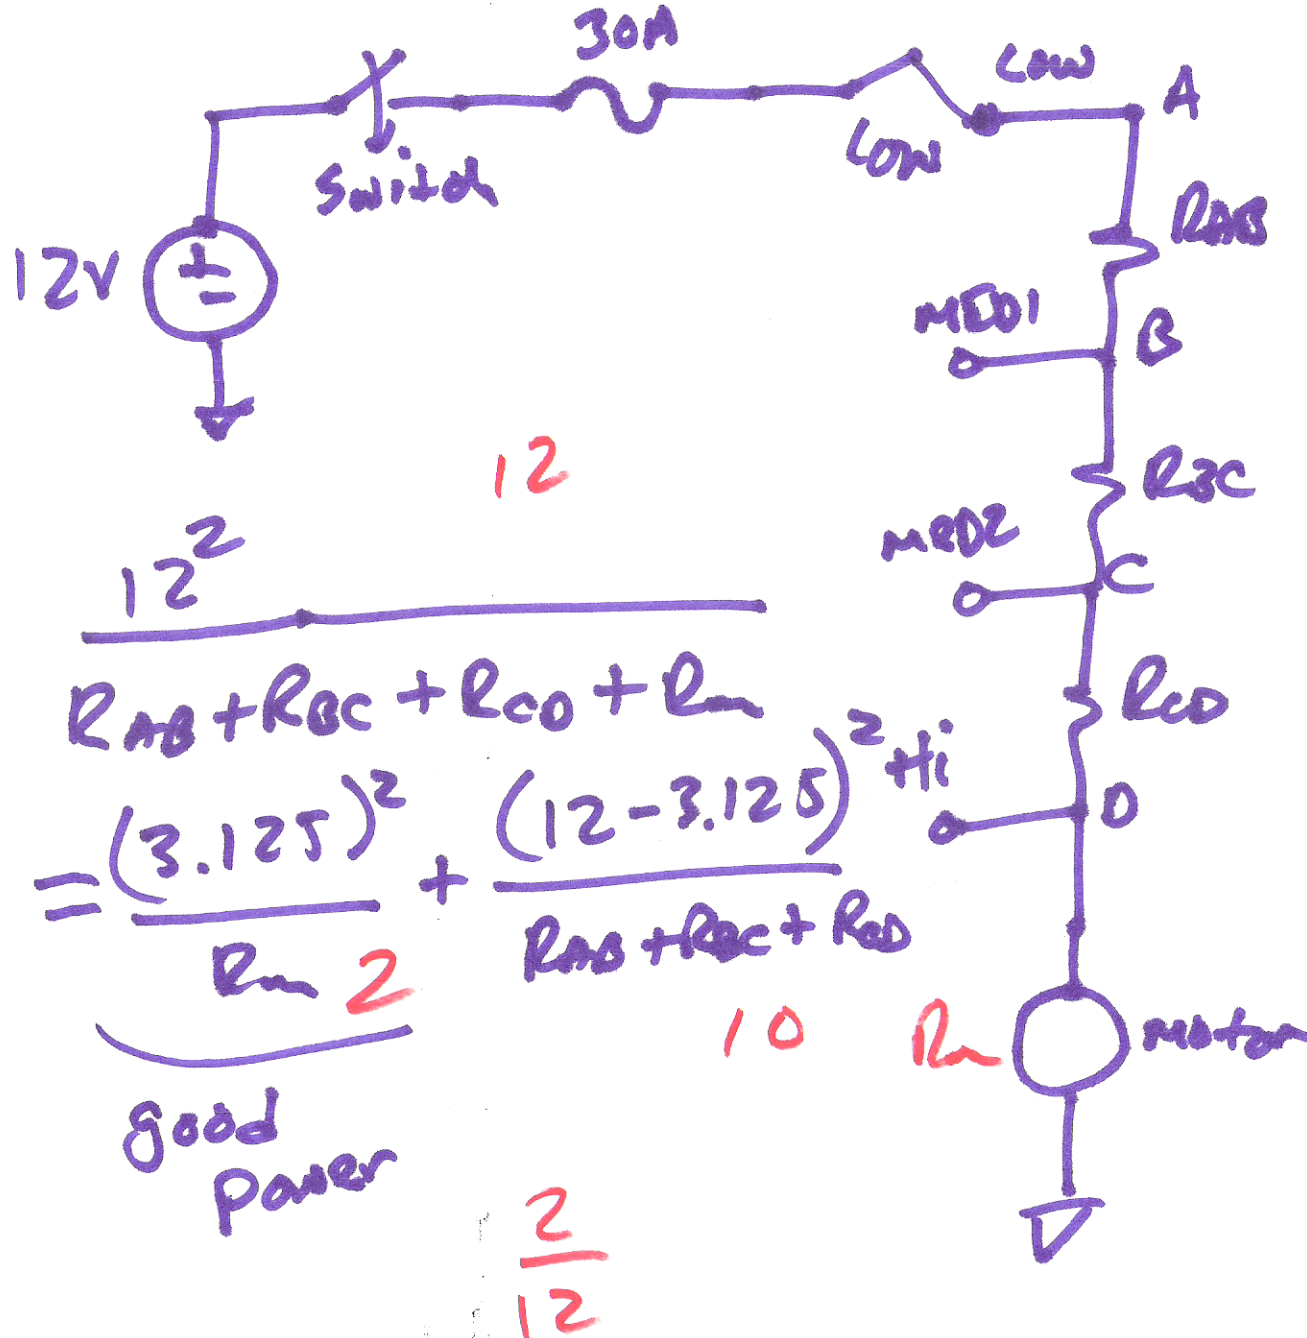 30A
LOW
A
LOW
Switch
RAB
12V
+
-
MED1
B
12
RBC
MED2
C
12²
RAB + RBC + RCD + Rm
RCD
Hi
D
= (3.125)² / Rm + (12 - 3.125)² / RAB + RBC + RCD
2
10
Rm
Motor
good
power
2
12